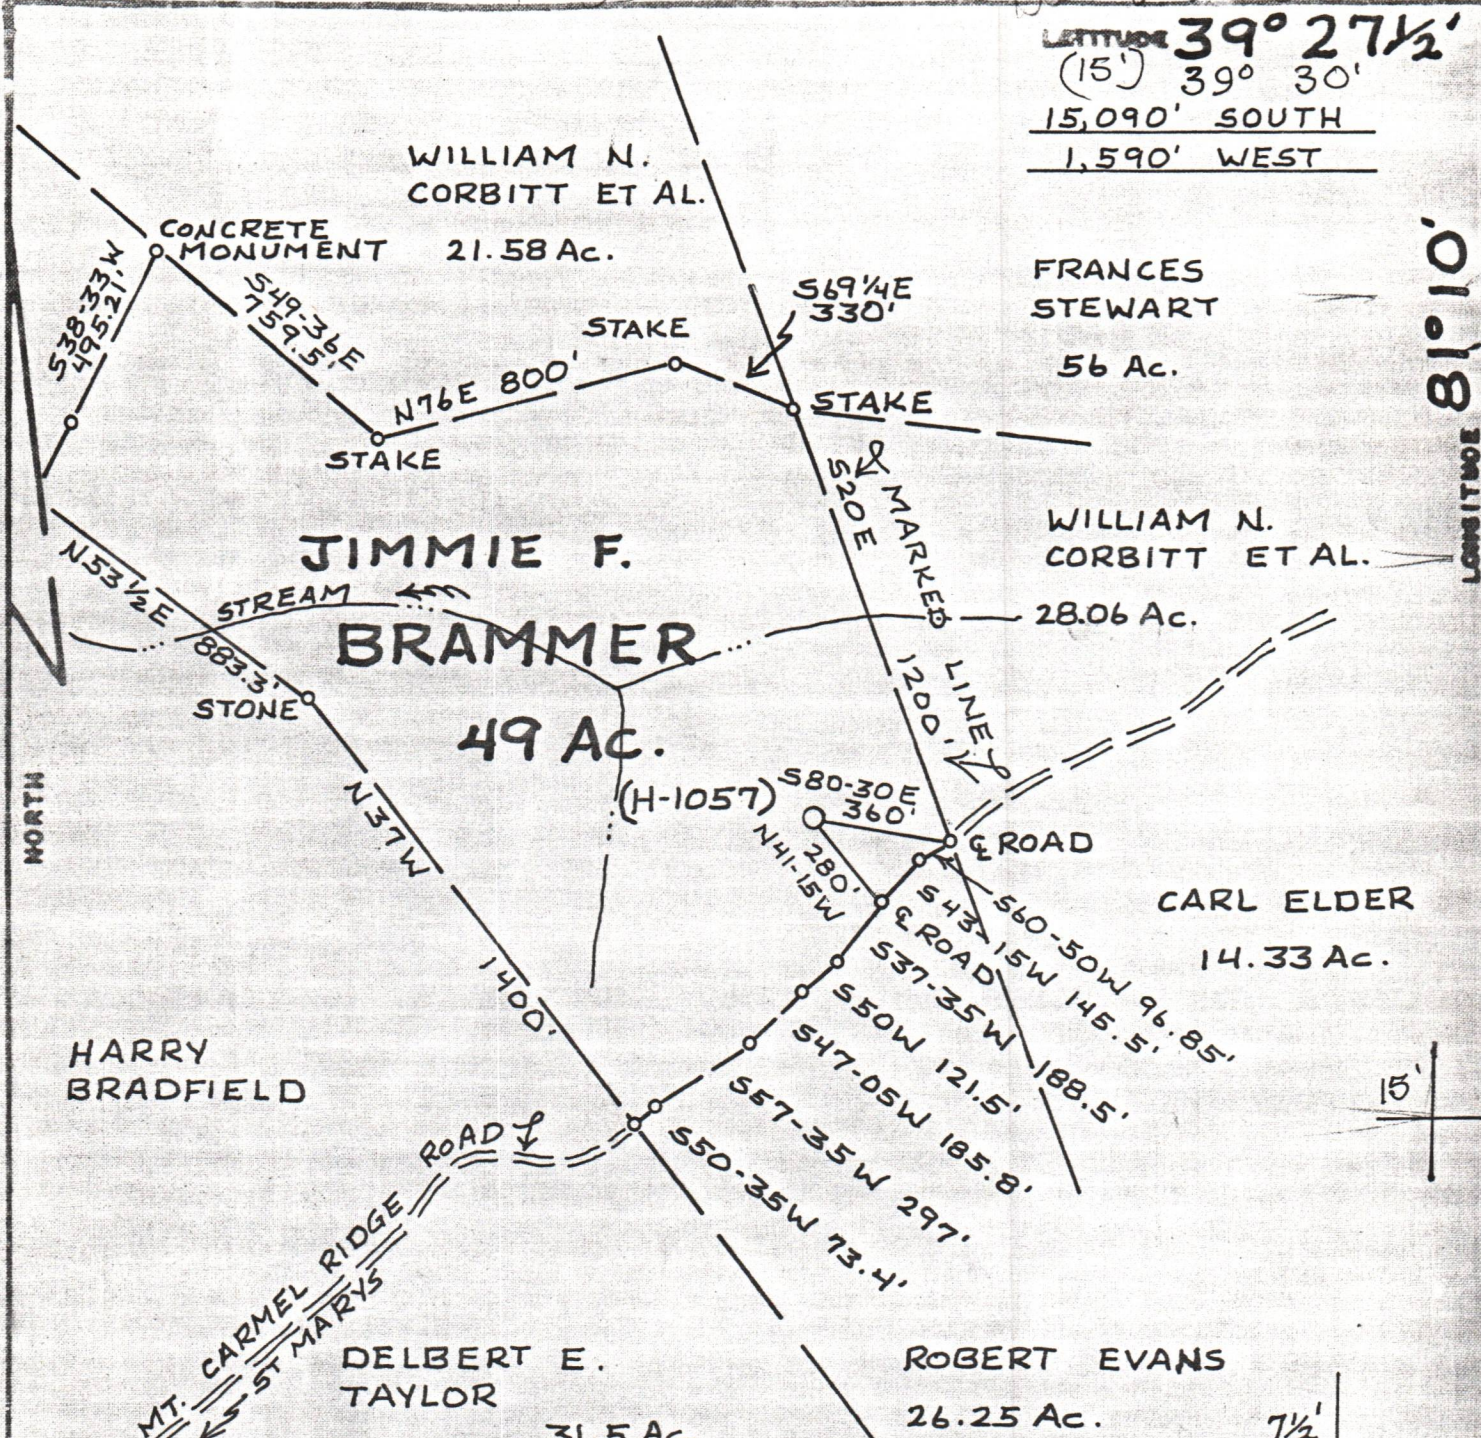 LATITUDE 39° 27½'
(15') 39° 30'
15,090' SOUTH
1,590' WEST
LONGITUDE 81° 10'
WILLIAM N.
CORBITT ET AL.
21.58 Ac.
CONCRETE
MONUMENT
S38-33 W
495.21'
S49-36 E
759.5'
STAKE
N76E 800'
STAKE
S69¼E
330'
STAKE
FRANCES
STEWART
56 Ac.
S20E
1200'
MARKED LINE
WILLIAM N.
CORBITT ET AL.
28.06 Ac.
JIMMIE F.
BRAMMER
49 AC.
STREAM
N53½E
883.3'
STONE
NORTH
N37W
1400'
(H-1057)
S80-30E
360'
280'
N41-15W
℄ ROAD
℄ ROAD
CARL ELDER
14.33 Ac.
S60-50W 96.85'
S43-15W 145.5'
S37-35W 188.5'
S50W 121.5'
S47-05W 185.8'
S57-35W 297'
S50-35W 73.4'
HARRY
BRADFIELD
15'
ROAD
MT. CARMEL RIDGE
ST MARYS
DELBERT E.
TAYLOR
31.5 Ac
ROBERT EVANS
26.25 Ac.
7½'